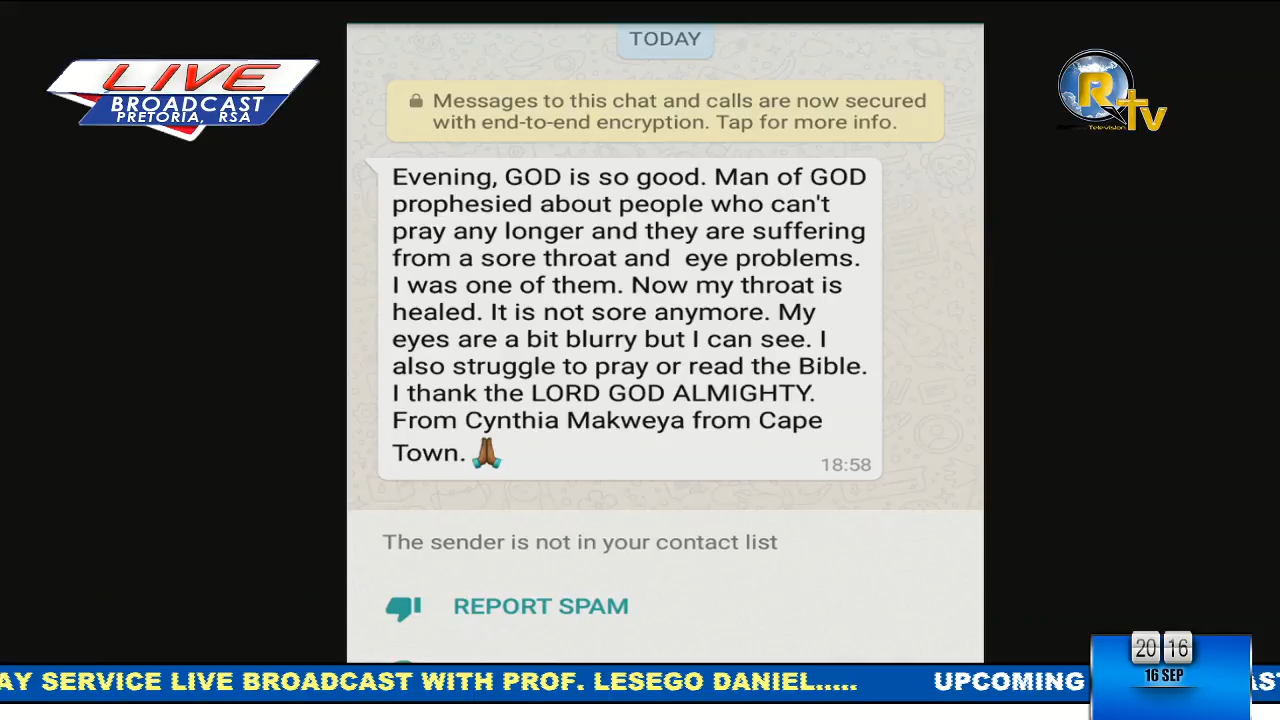 TODAY
LIVE
BROADCAST
PRETORIA, RSA
R tv
Television
Messages to this chat and calls are now secured
with end-to-end encryption. Tap for more info.
Evening, GOD is so good. Man of GOD
prophesied about people who can't
pray any longer and they are suffering
from a sore throat and  eye problems.
I was one of them. Now my throat is
healed. It is not sore anymore. My
eyes are a bit blurry but I can see. I
also struggle to pray or read the Bible.
I thank the LORD GOD ALMIGHTY.
From Cynthia Makweya from Cape
Town. 🙏🏾
18:58
The sender is not in your contact list
REPORT SPAM
20 16
16 SEP
AY SERVICE LIVE BROADCAST WITH PROF. LESEGO DANIEL..... UPCOMING AST